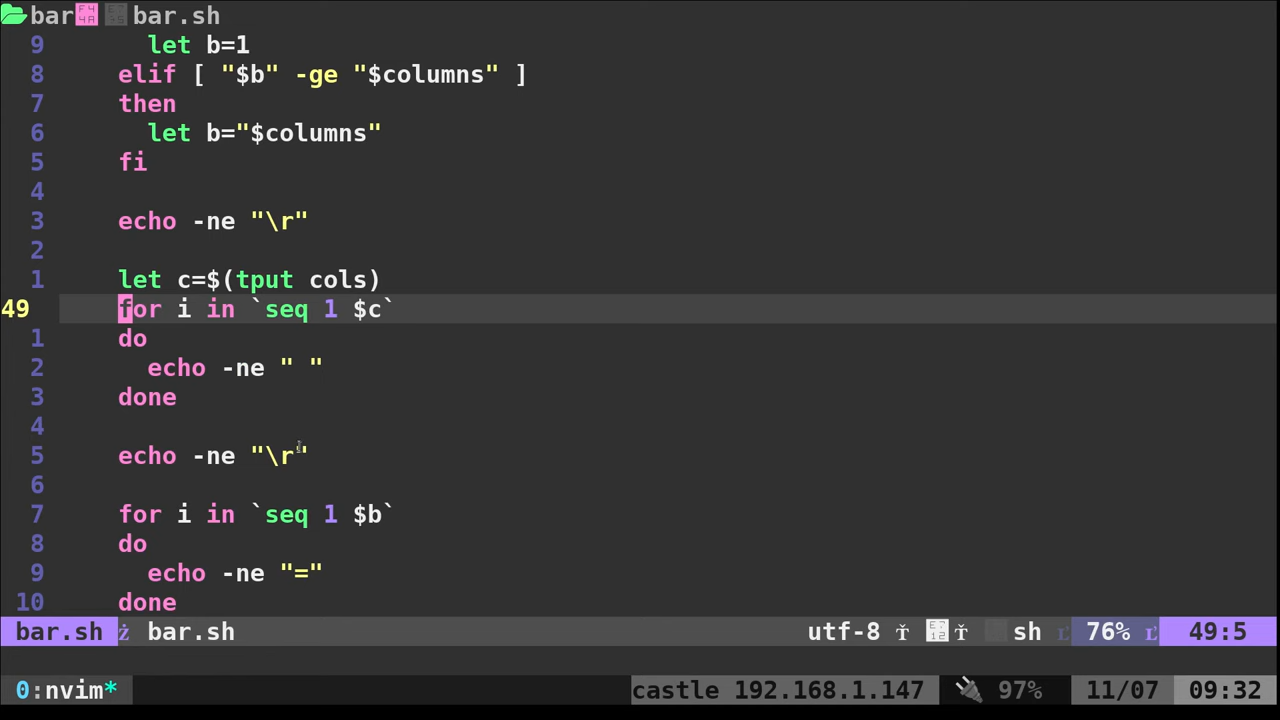 bar bar.sh
9 let b=1
8 elif [ "$b" -ge "$columns" ]
7 then
6 let b="$columns"
5 fi
4
3 echo -ne "\r"
2
1 let c=$(tput cols)
49 for i in `seq 1 $c`
1 do
2 echo -ne " "
3 done
4
5 echo -ne "\r"
6
7 for i in `seq 1 $b`
8 do
9 echo -ne "="
10 done
bar.sh ż bar.sh utf-8 Ť Ť sh ľ 76% ľ 49:5
0:nvim* castle 192.168.1.147 97% 11/07 09:32